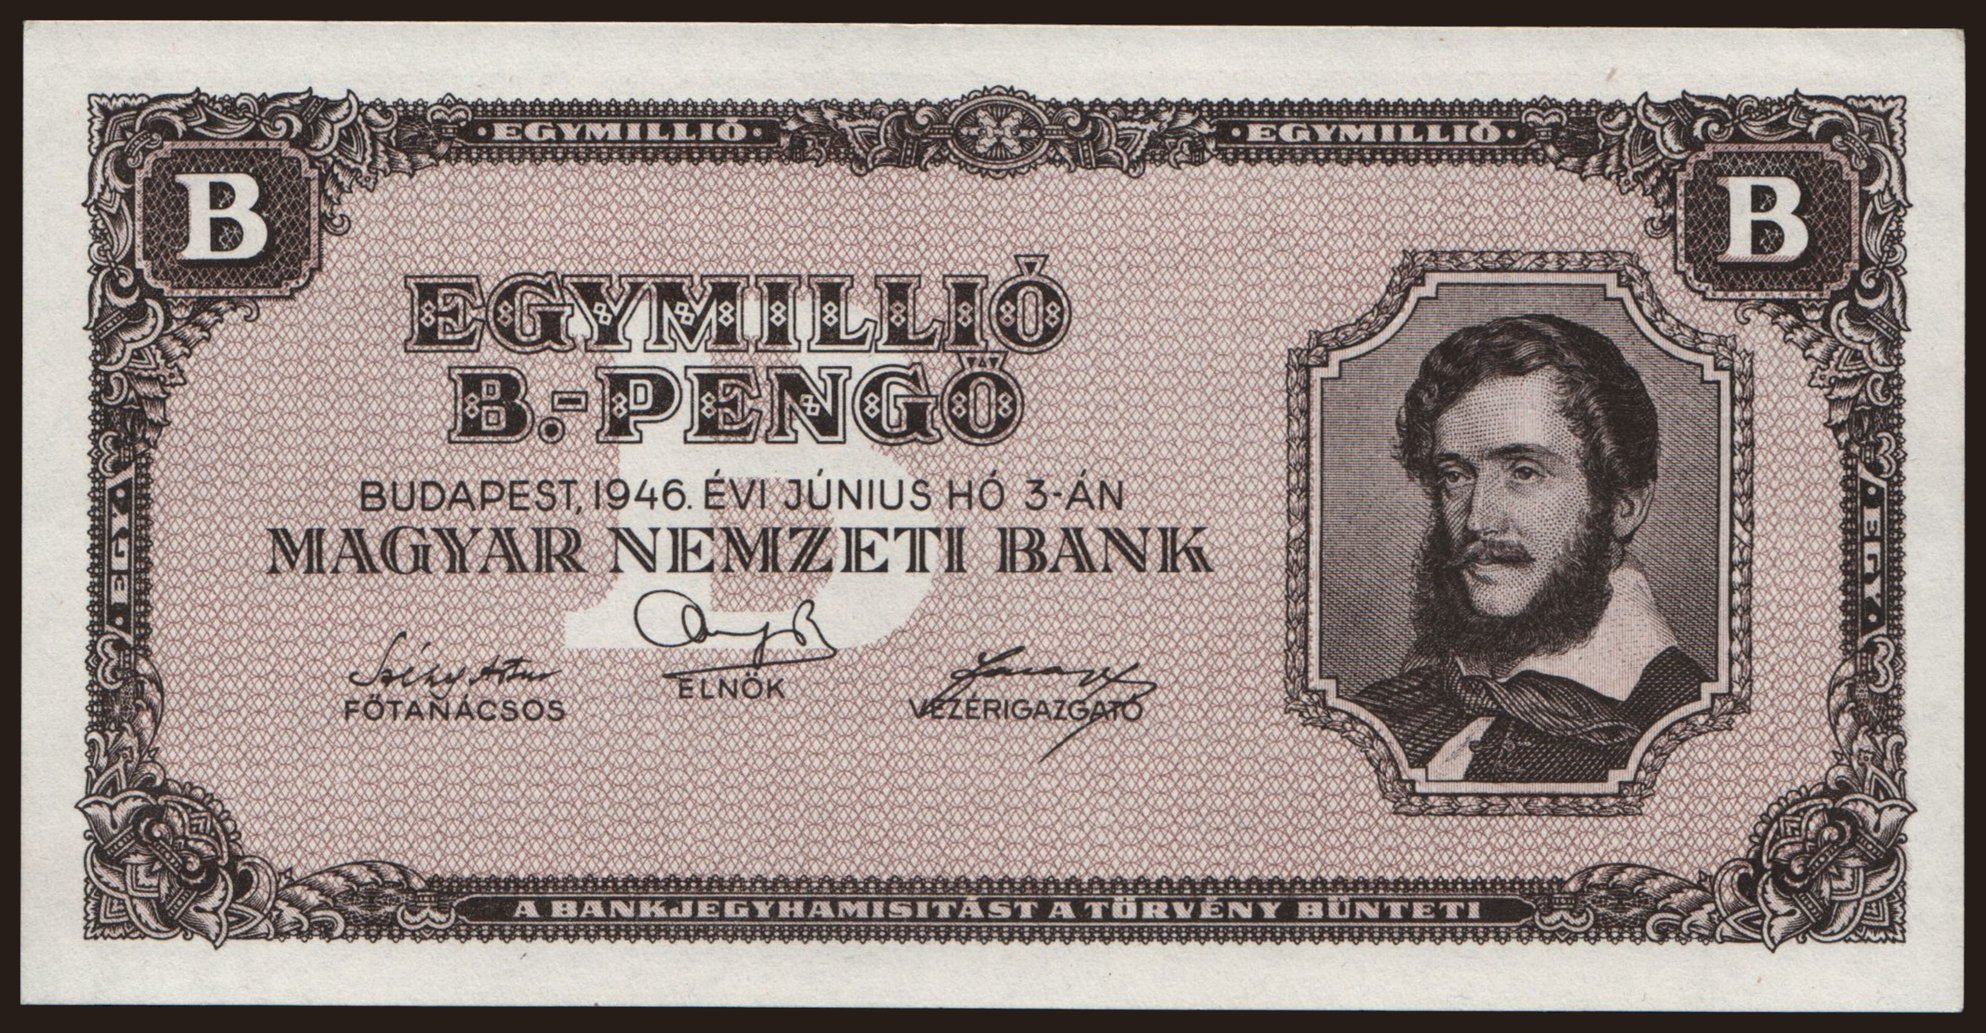 ·EGYMILLIÓ·
·EGYMILLIÓ·
B
B
EGYMILLIÓ
B.-PENGŐ
BUDAPEST, 1946. ÉVI JÚNIUS HÓ 3-ÁN
MAGYAR NEMZETI BANK
FŐTANÁCSOS
ELNÖK
VEZÉRIGAZGATÓ
·EGY·
·EGY·
A BANKJEGYHAMISITÁST A TÖRVÉNY BÜNTETI